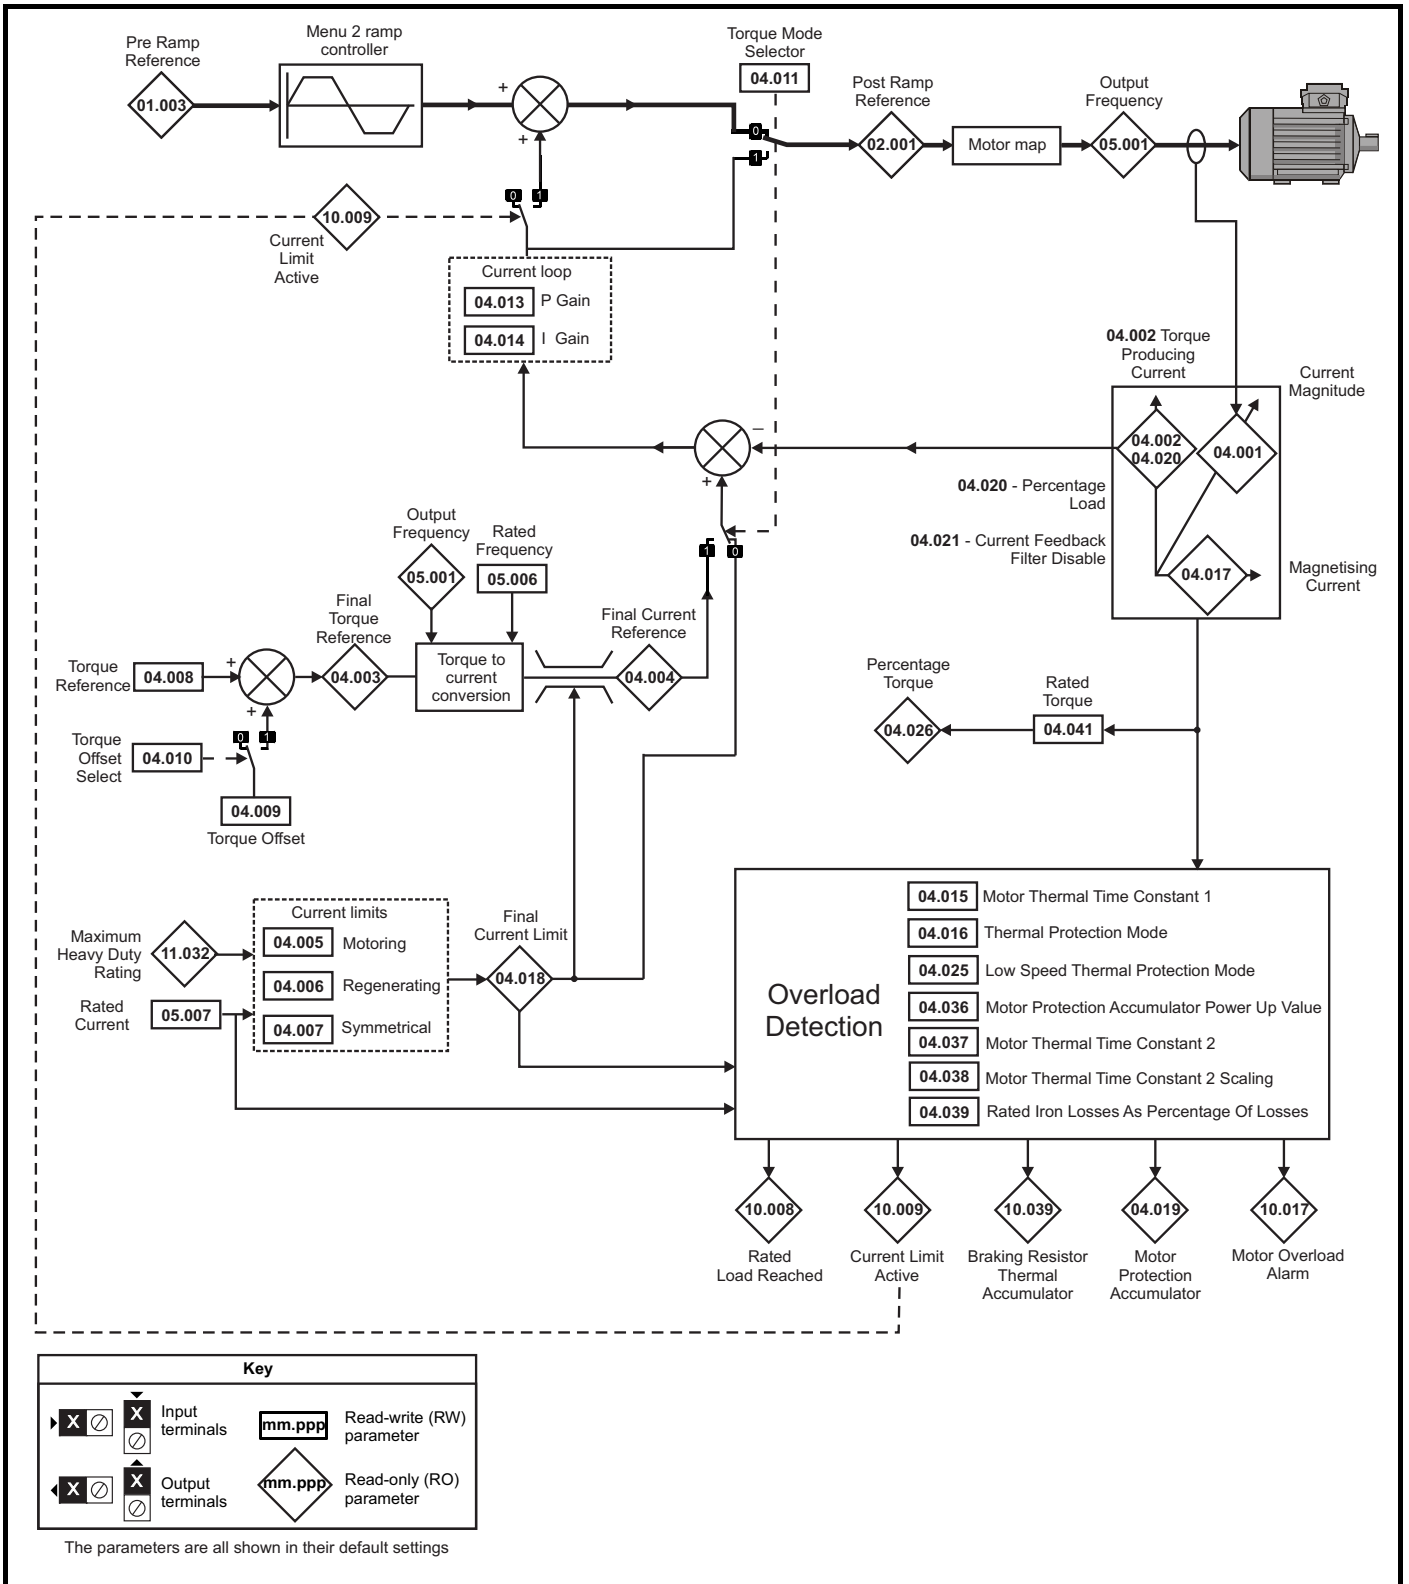 Pre Ramp
Reference
01.003
Menu 2 ramp
controller
+
+
Torque Mode
Selector
04.011
0
1
Post Ramp
Reference
02.001
Motor map
Output
Frequency
05.001
0
1
10.009
Current
Limit
Active
Current loop
04.013 P Gain
04.014 I Gain
04.002 Torque
Producing
Current
Current
Magnitude
04.002
04.020
04.001
04.017
Magnetising
Current
04.020 - Percentage
Load
04.021 - Current Feedback
Filter Disable
−
+
1
0
Output
Frequency
05.001
Rated
Frequency
05.006
Final
Torque
Reference
04.003
Torque to
current
conversion
Final Current
Reference
04.004
Torque
Reference
04.008
+
+
0
1
Torque
Offset
Select
04.010
04.009
Torque Offset
Percentage
Torque
04.026
Rated
Torque
04.041
Maximum
Heavy Duty
Rating
11.032
Rated
Current
05.007
Current limits
04.005 Motoring
04.006 Regenerating
04.007 Symmetrical
Final
Current Limit
04.018
Overload
Detection
04.015 Motor Thermal Time Constant 1
04.016 Thermal Protection Mode
04.025 Low Speed Thermal Protection Mode
04.036 Motor Protection Accumulator Power Up Value
04.037 Motor Thermal Time Constant 2
04.038 Motor Thermal Time Constant 2 Scaling
04.039 Rated Iron Losses As Percentage Of Losses
10.008
Rated
Load Reached
10.009
Current Limit
Active
10.039
Braking Resistor
Thermal
Accumulator
04.019
Motor
Protection
Accumulator
10.017
Motor Overload
Alarm
Key
X
X
Input
terminals
mm.ppp
Read-write (RW)
parameter
X
X
Output
terminals
mm.ppp
Read-only (RO)
parameter
The parameters are all shown in their default settings